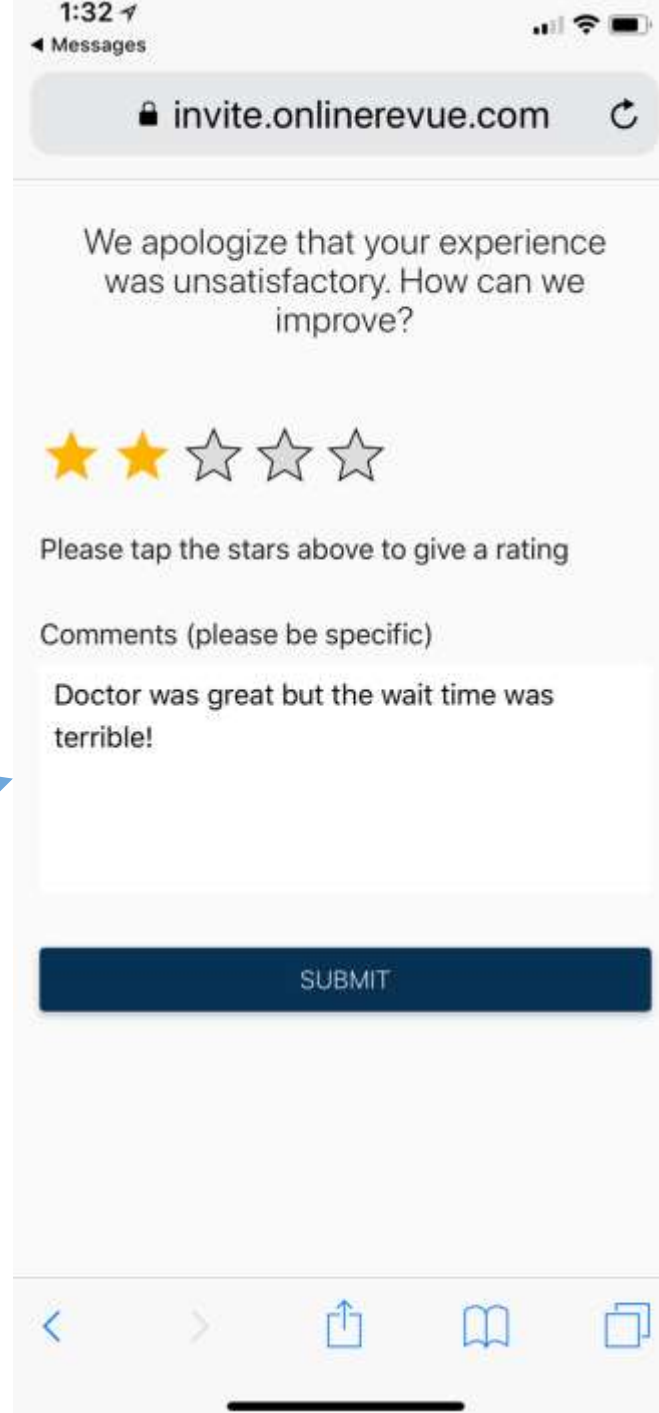 1:32
Messages
invite.onlinerevue.com
We apologize that your experience
was unsatisfactory. How can we
improve?
Please tap the stars above to give a rating
Comments (please be specific)
Doctor was great but the wait time was
terrible!
SUBMIT